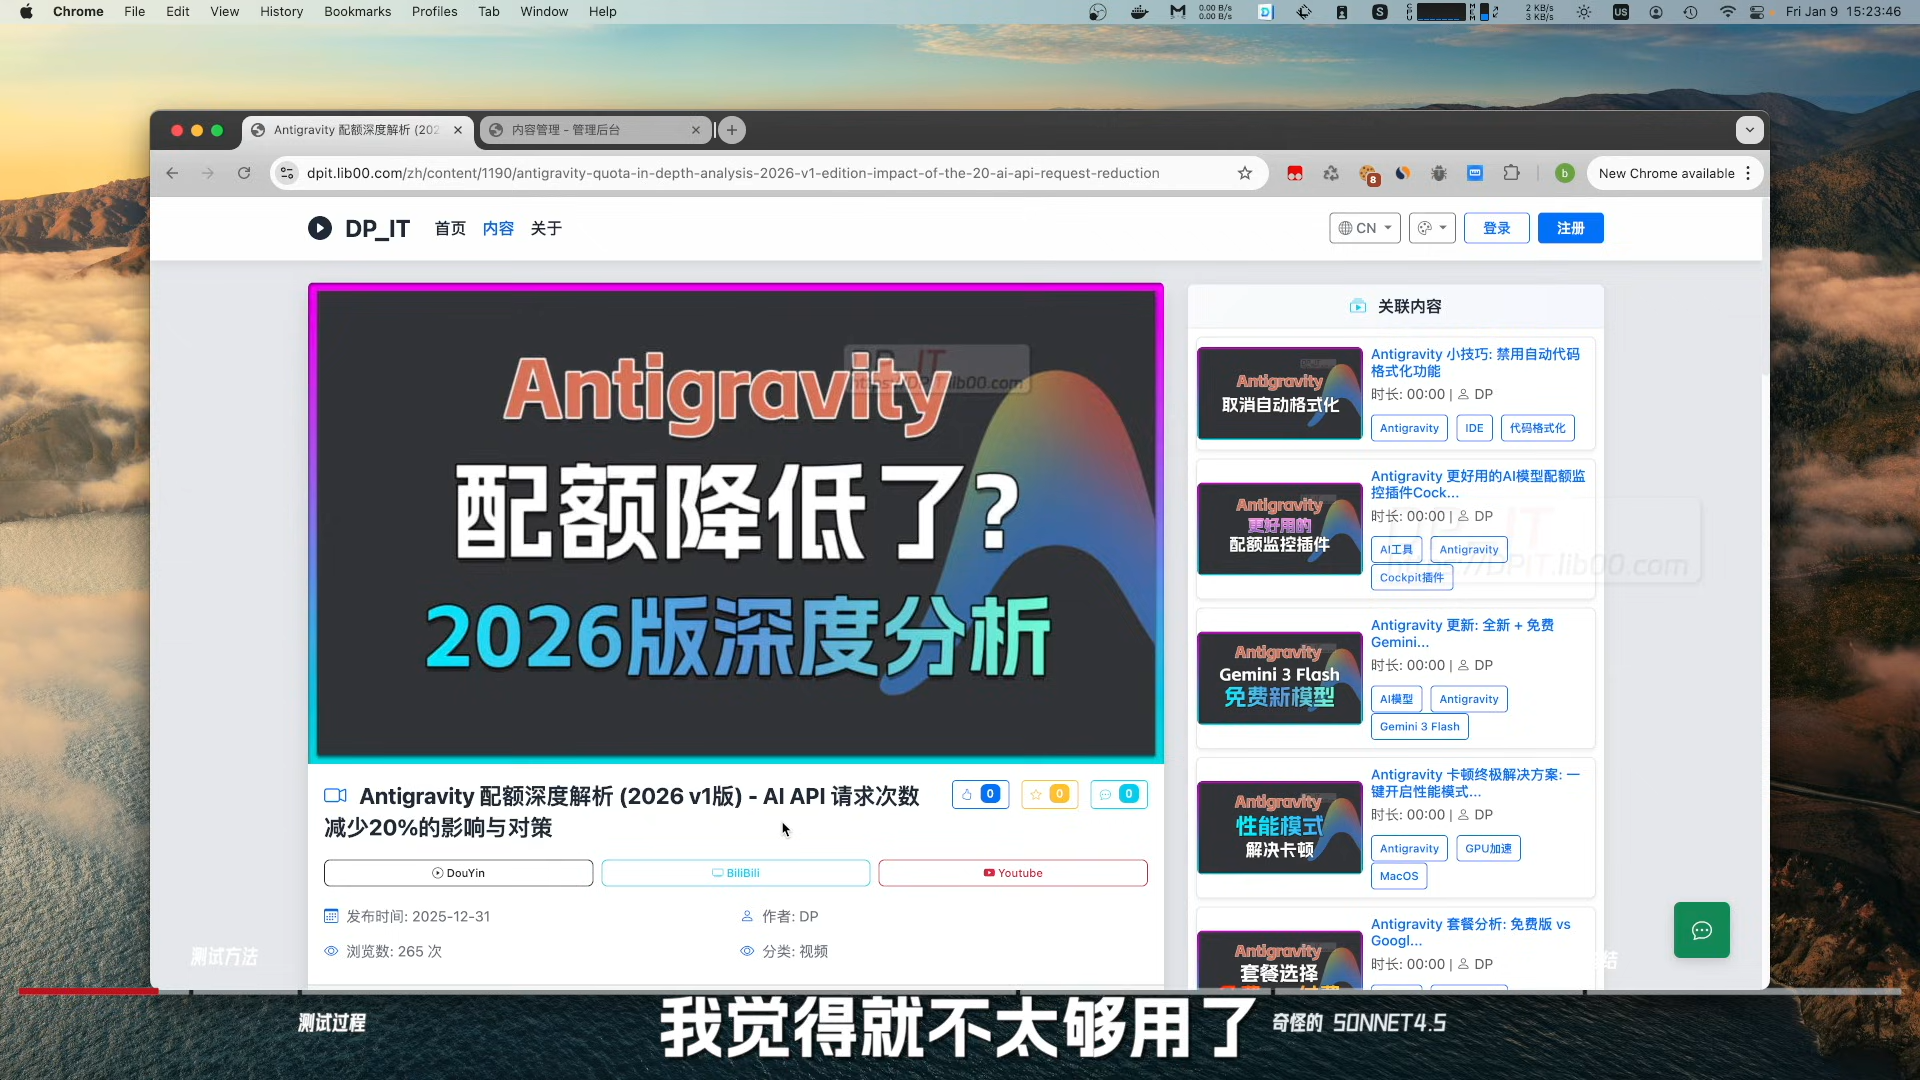 Chrome File Edit View History Bookmarks Profiles Tab Window Help
0.00 B/s
0.00 B/s
2 KB/s
3 KB/s
US
Fri Jan 9 15:23:46
Antigravity 配额深度解析 (202
内容管理 - 管理后台
dpit.lib00.com/zh/content/1190/antigravity-quota-in-depth-analysis-2026-v1-edition-impact-of-the-20-ai-api-request-reduction
8
b
New Chrome available
DP_IT 首页 内容 关于
CN
登录
注册
Antigravity
配额降低了?
2026版深度分析
Antigravity 配额深度解析 (2026 v1版) - AI API 请求次数
减少20%的影响与对策
0
0
0
DouYin
BiliBili
Youtube
发布时间: 2025-12-31
作者: DP
浏览数: 265 次
分类: 视频
关联内容
Antigravity
取消自动格式化
Antigravity 小技巧: 禁用自动代码
格式化功能
时长: 00:00 | DP
Antigravity
IDE
代码格式化
Antigravity
更好用的
配额监控插件
Antigravity 更好用的AI模型配额监
控插件Cock...
时长: 00:00 | DP
AI工具
Antigravity
Cockpit插件
Antigravity
Gemini 3 Flash
免费新模型
Antigravity 更新: 全新 + 免费
Gemini...
时长: 00:00 | DP
AI模型
Antigravity
Gemini 3 Flash
Antigravity
性能模式
解决卡顿
Antigravity 卡顿终极解决方案: 一
键开启性能模式...
时长: 00:00 | DP
Antigravity
GPU加速
MacOS
Antigravity
套餐选择
Antigravity 套餐分析: 免费版 vs
Googl...
时长: 00:00 | DP
测试方法
测试过程
我觉得就不太够用了
奇怪的 SONNET4.5